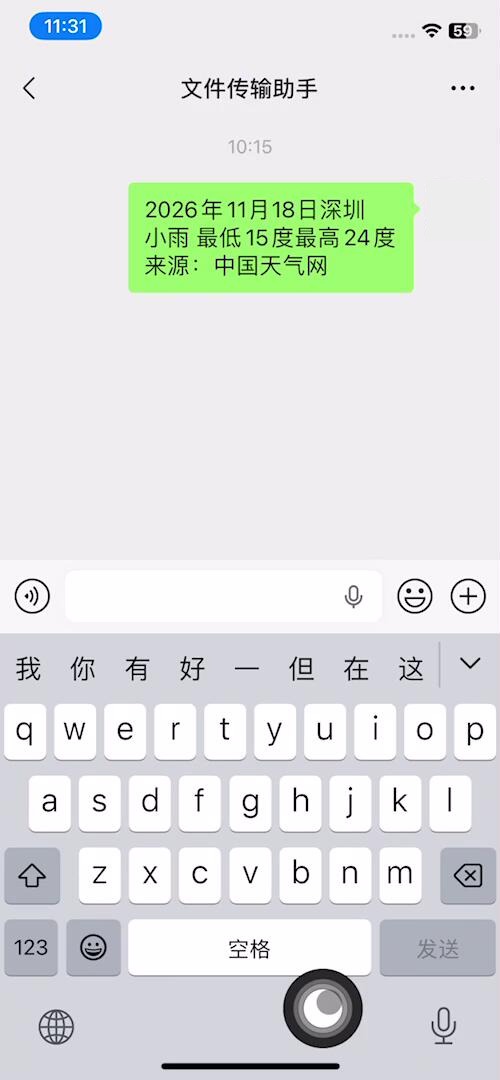 11:31
59
文件传输助手
10:15
2026年11月18日深圳
小雨 最低15度最高24度
来源：中国天气网
我 你 有 好 一 但 在 这
q w e r t y u i o p
a s d f g h j k l
z x c v b n m
123 空格 发送